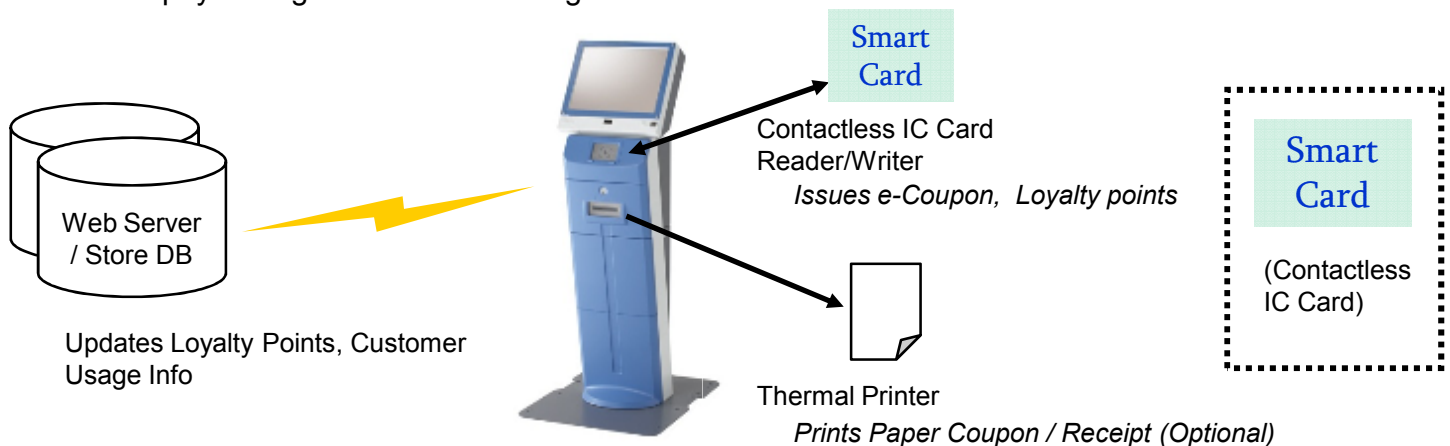 Smart
Card
Contactless IC Card
Reader/Writer
Issues e-Coupon, Loyalty points
Smart
Card
(Contactless
IC Card)
Web Server
/ Store DB
Updates Loyalty Points, Customer
Usage Info
Thermal Printer
Prints Paper Coupon / Receipt (Optional)